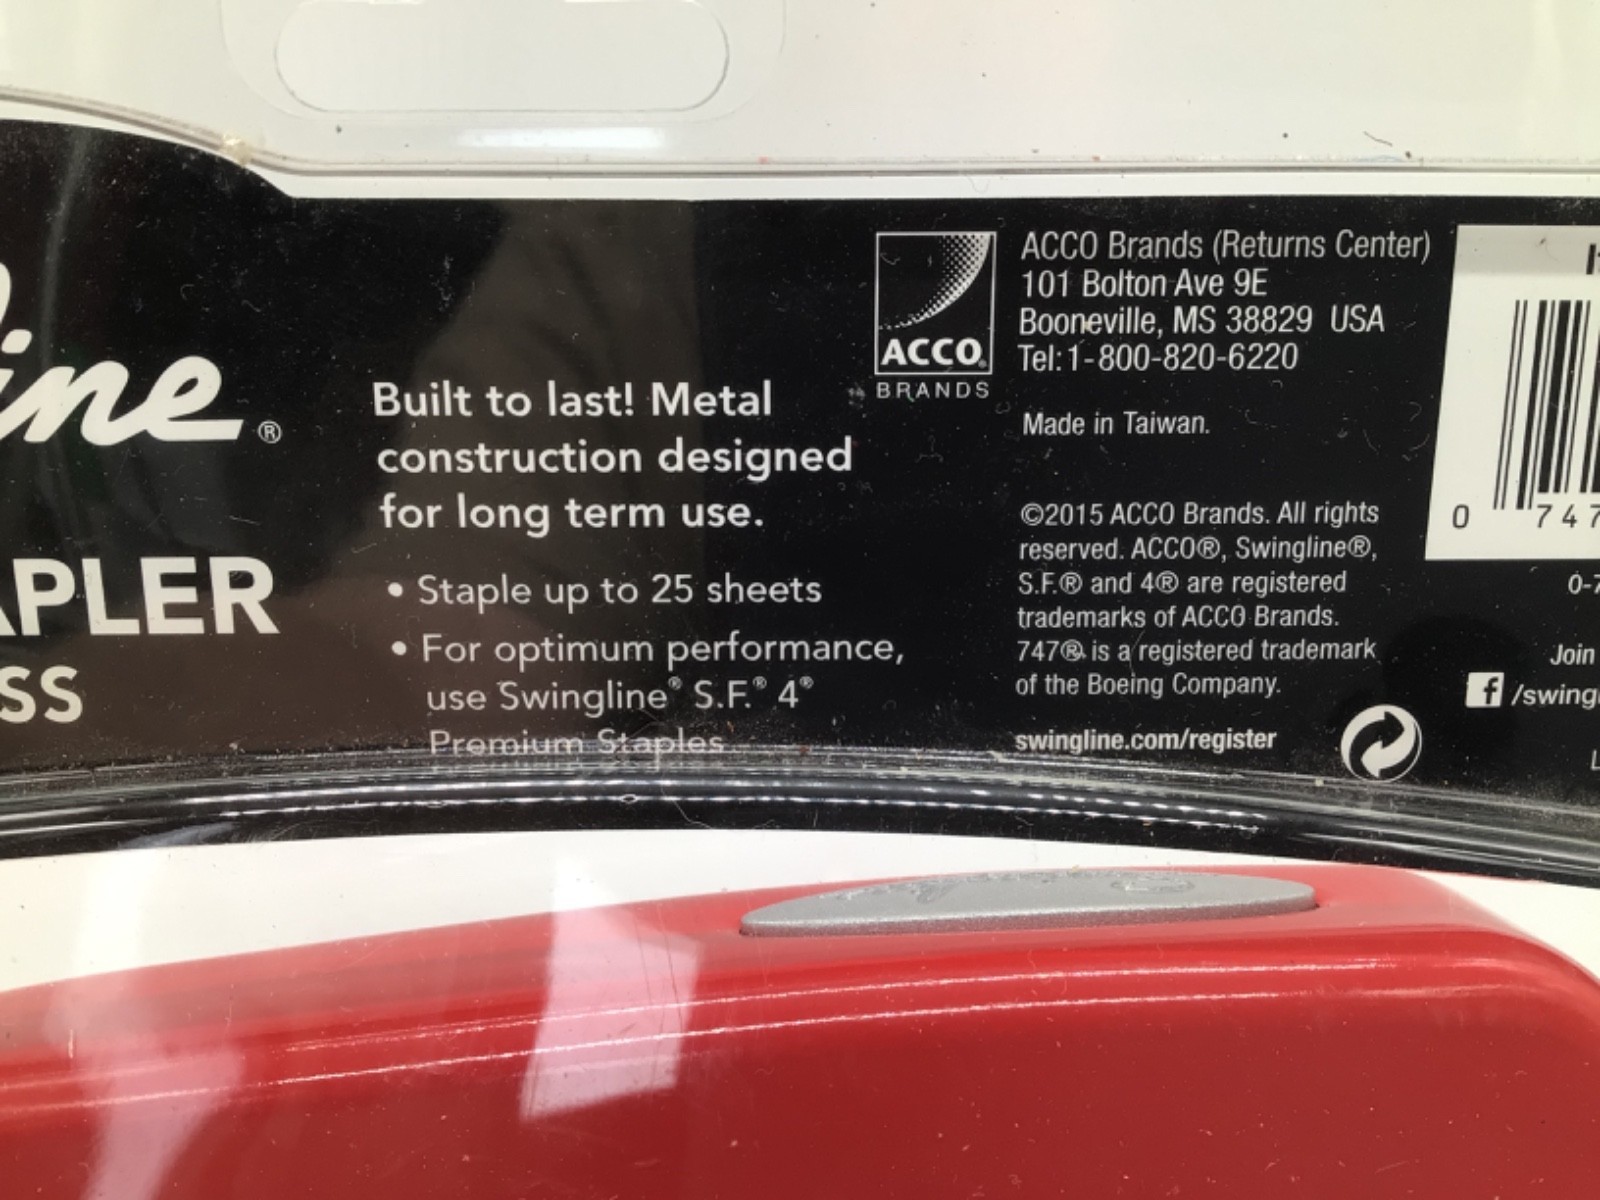 ine®
APLER
SS
Built to last! Metal
construction designed
for long term use.
• Staple up to 25 sheets
• For optimum performance,
use Swingline® S.F.® 4®
Premium Staples
ACCO®
BRANDS
ACCO Brands (Returns Center)
101 Bolton Ave 9E
Booneville, MS 38829 USA
Tel:1-800-820-6220
Made in Taiwan.
©2015 ACCO Brands. All rights
reserved. ACCO®, Swingline®,
S.F.® and 4® are registered
trademarks of ACCO Brands.
747® is a registered trademark
of the Boeing Company.
swingline.com/register
0 747
0-7
Join
f /swing